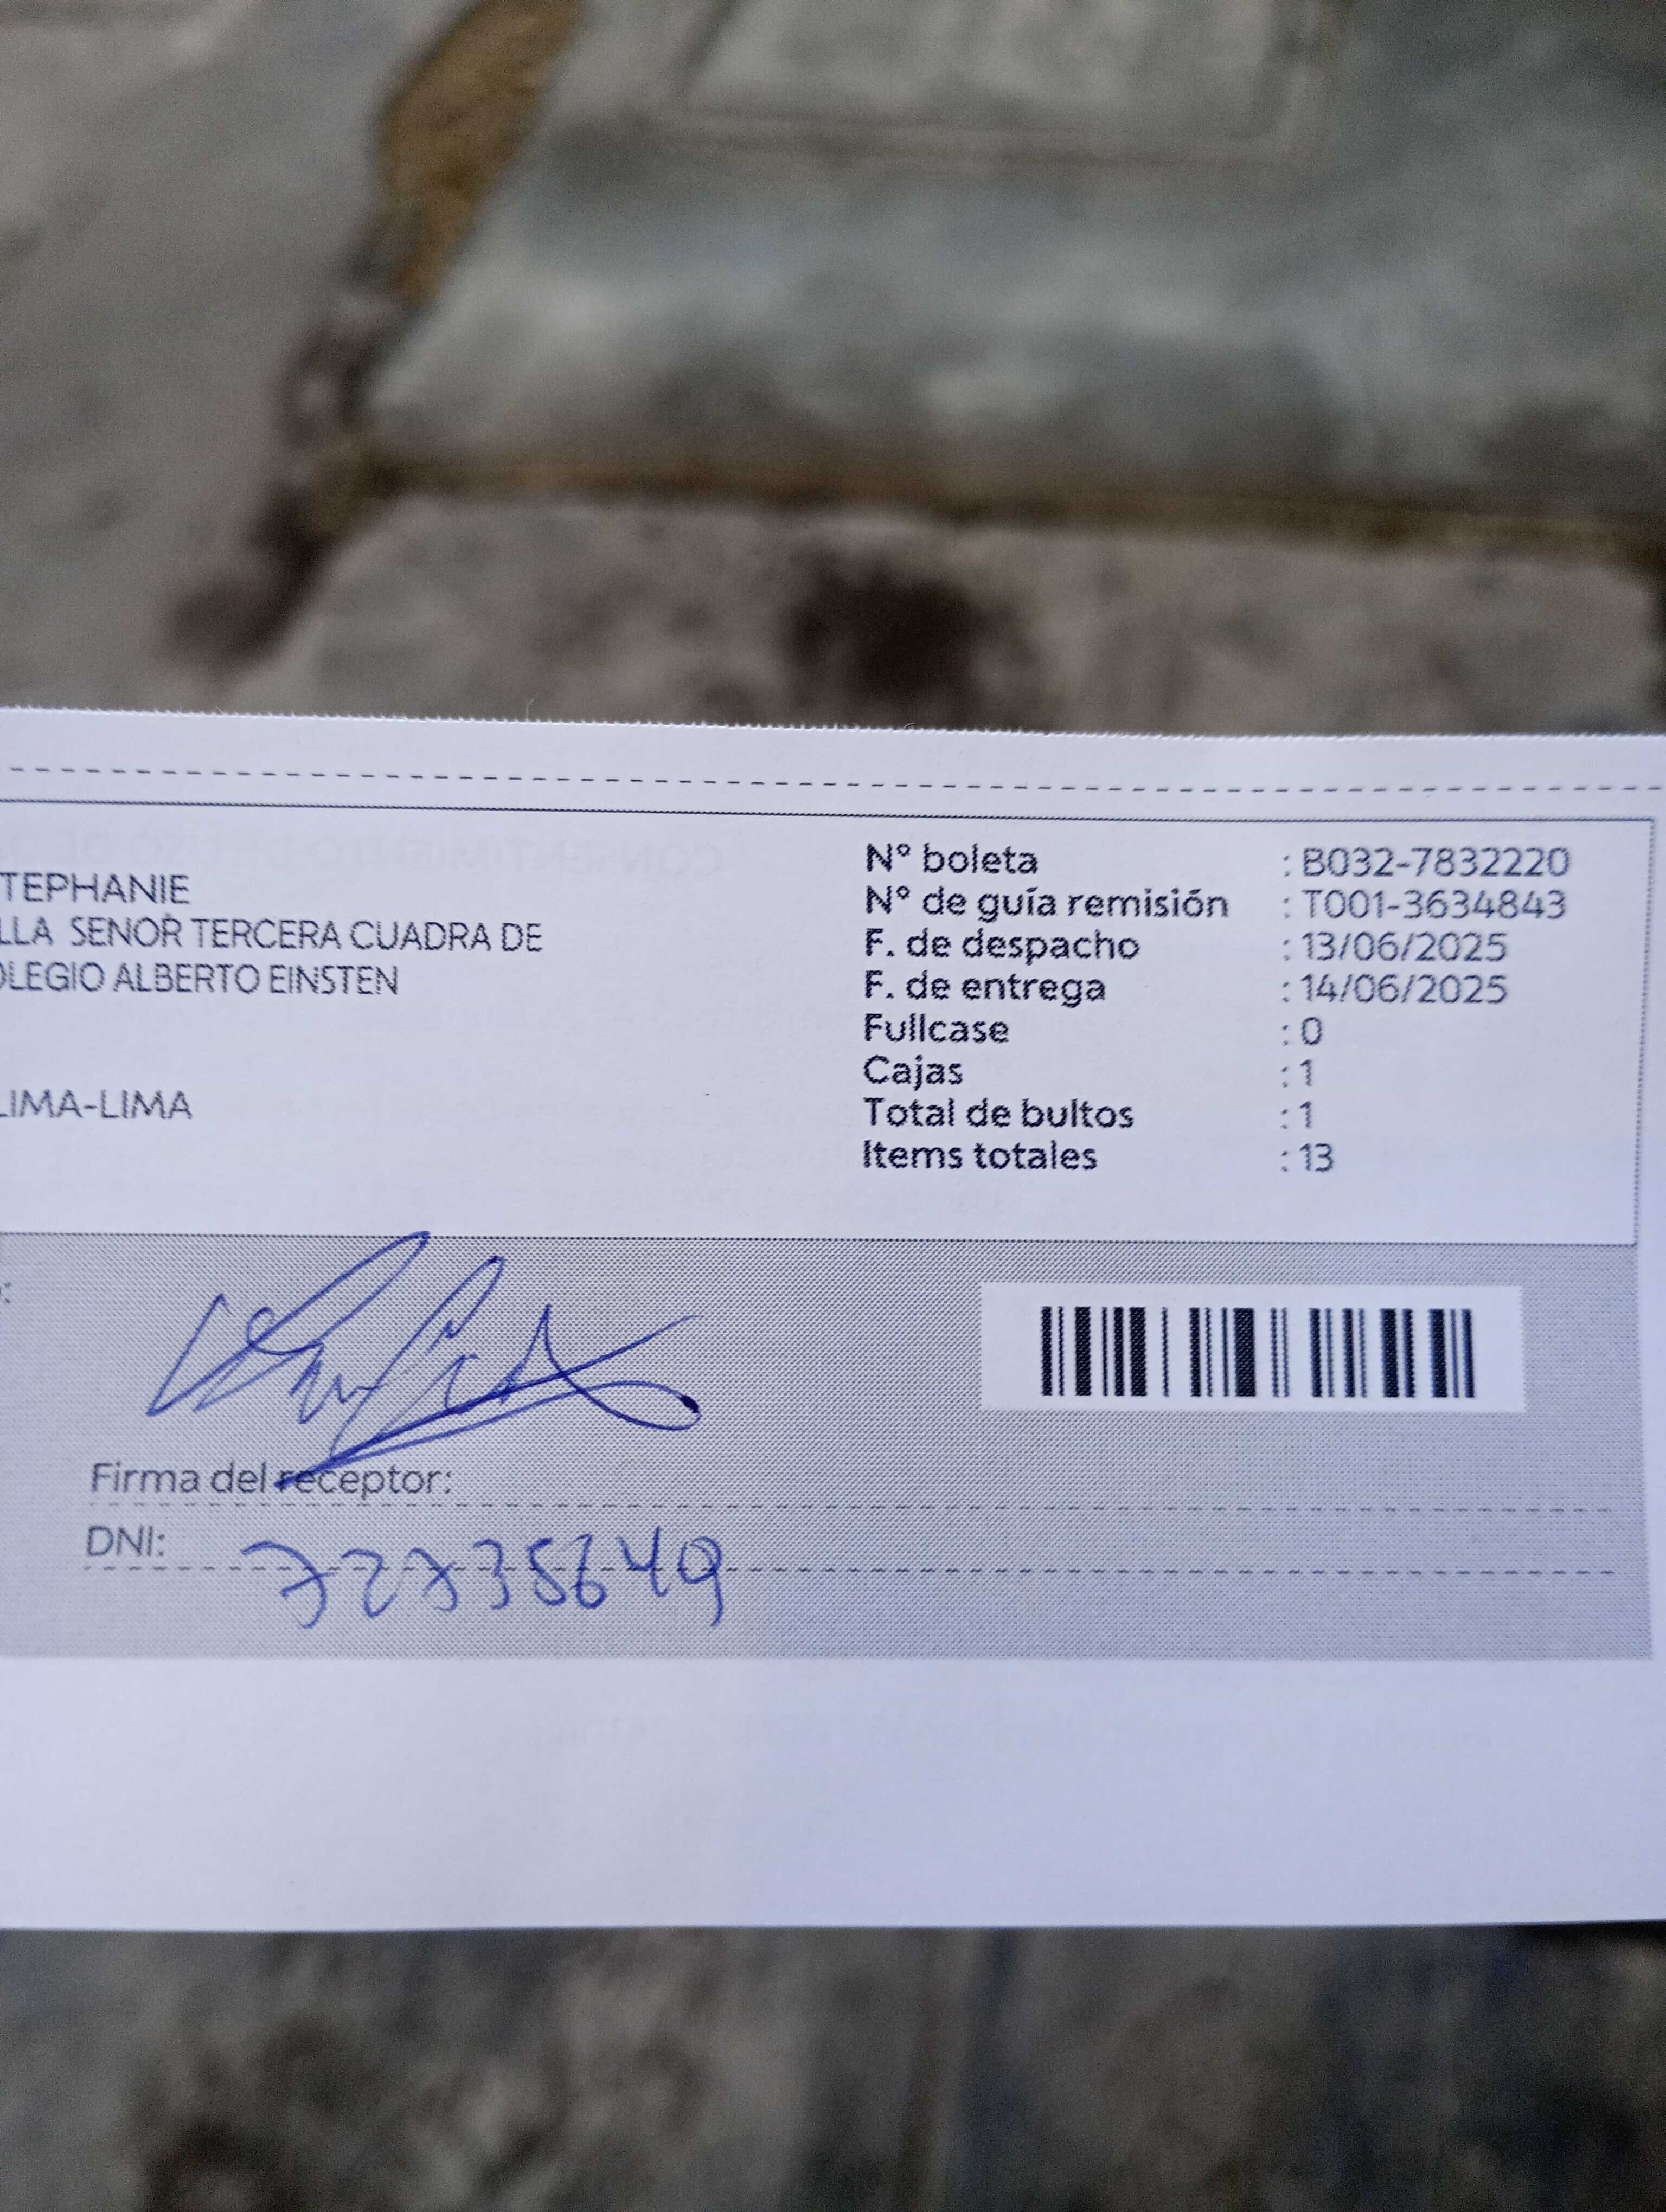 TEPHANIE
LLA SENOR TERCERA CUADRA DE
OLEGIO ALBERTO EINSTEN
LIMA-LIMA
N° boleta : B032-7832220
N° de guía remisión : T001-3634843
F. de despacho : 13/06/2025
F. de entrega : 14/06/2025
Fullcase : 0
Cajas : 1
Total de bultos : 1
Items totales : 13
Firma del receptor:
DNI: 72735649